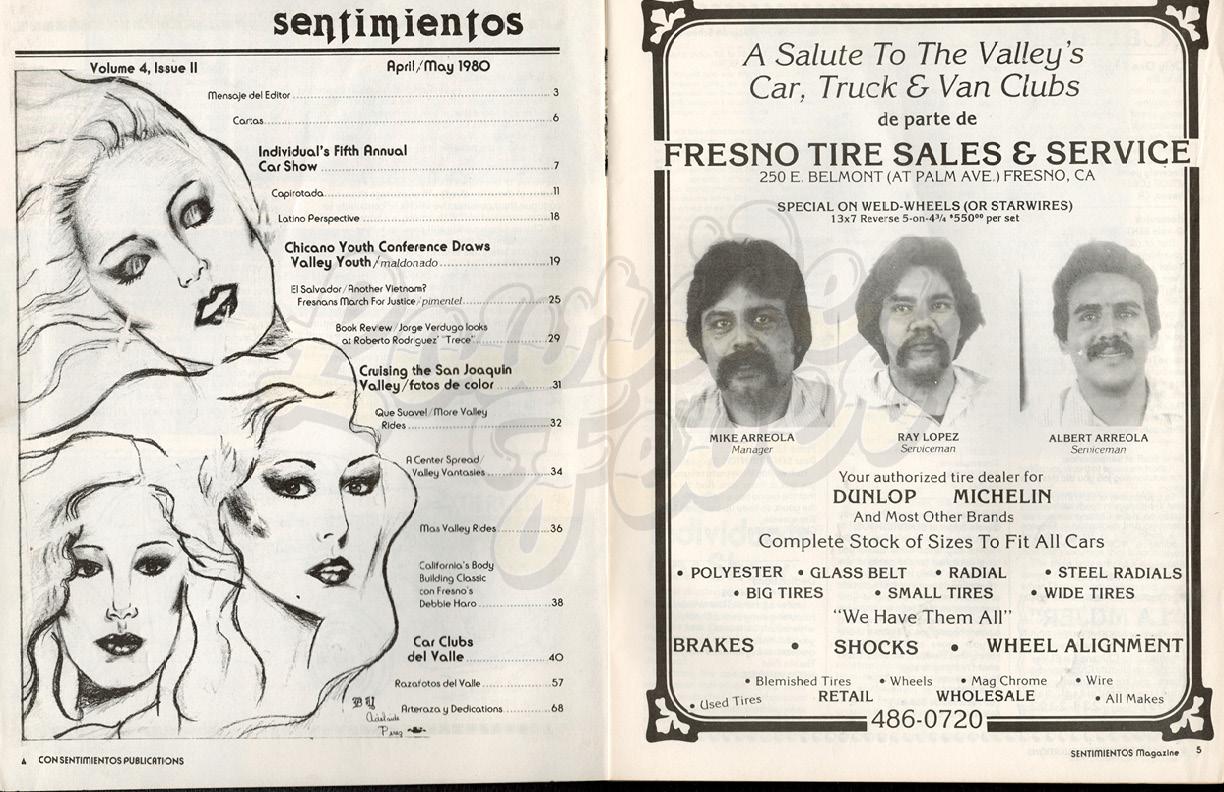 sentimientos
Volume 4, Issue II
April/May 1980
Mensaje del Editor 3
Cartas 6
Individual's Fifth Annual
Car Show 7
Capirotada 11
Latino Perspective 18
Chicano Youth Conference Draws
Valley Youth/maldonado 19
El Salvador/Another Vietnam?
Fresnans March For Justice/pimentel 25
Book Review/Jorge Verdugo looks
at Roberto Rodriguez' "Trece" 29
Cruising the San Joaquin
Valley/fotos de color 31
Que Suave!/More Valley
Rides 32
A Center Spread/
Valley Vantasies 34
Mas Valley Rides 36
California's Body
Building Classic
con Fresno's
Debbie Haro 38
Car Clubs
del Valle 40
Razafotos del Valle 57
Arteraza y Dedications 68
By
Adelaide
Perez
4 CON SENTIMIENTOS PUBLICATIONS
A Salute To The Valley's
Car, Truck & Van Clubs
de parte de
FRESNO TIRE SALES & SERVICE
250 E. BELMONT (AT PALM AVE.) FRESNO, CA
SPECIAL ON WELD-WHEELS (OR STARWIRES)
13x7 Reverse 5-on-4¾ $550⁰⁰ per set
MIKE ARREOLA
Manager
RAY LOPEZ
Serviceman
ALBERT ARREOLA
Serviceman
Your authorized tire dealer for
DUNLOP MICHELIN
And Most Other Brands
Complete Stock of Sizes To Fit All Cars
• POLYESTER • GLASS BELT • RADIAL • STEEL RADIALS
• BIG TIRES • SMALL TIRES • WIDE TIRES
"We Have Them All"
BRAKES • SHOCKS • WHEEL ALIGNMENT
• Blemished Tires • Wheels • Mag Chrome • Wire
• Used Tires RETAIL WHOLESALE • All Makes
486-0720
SENTIMIENTOS Magazine 5
Lowride
Fever